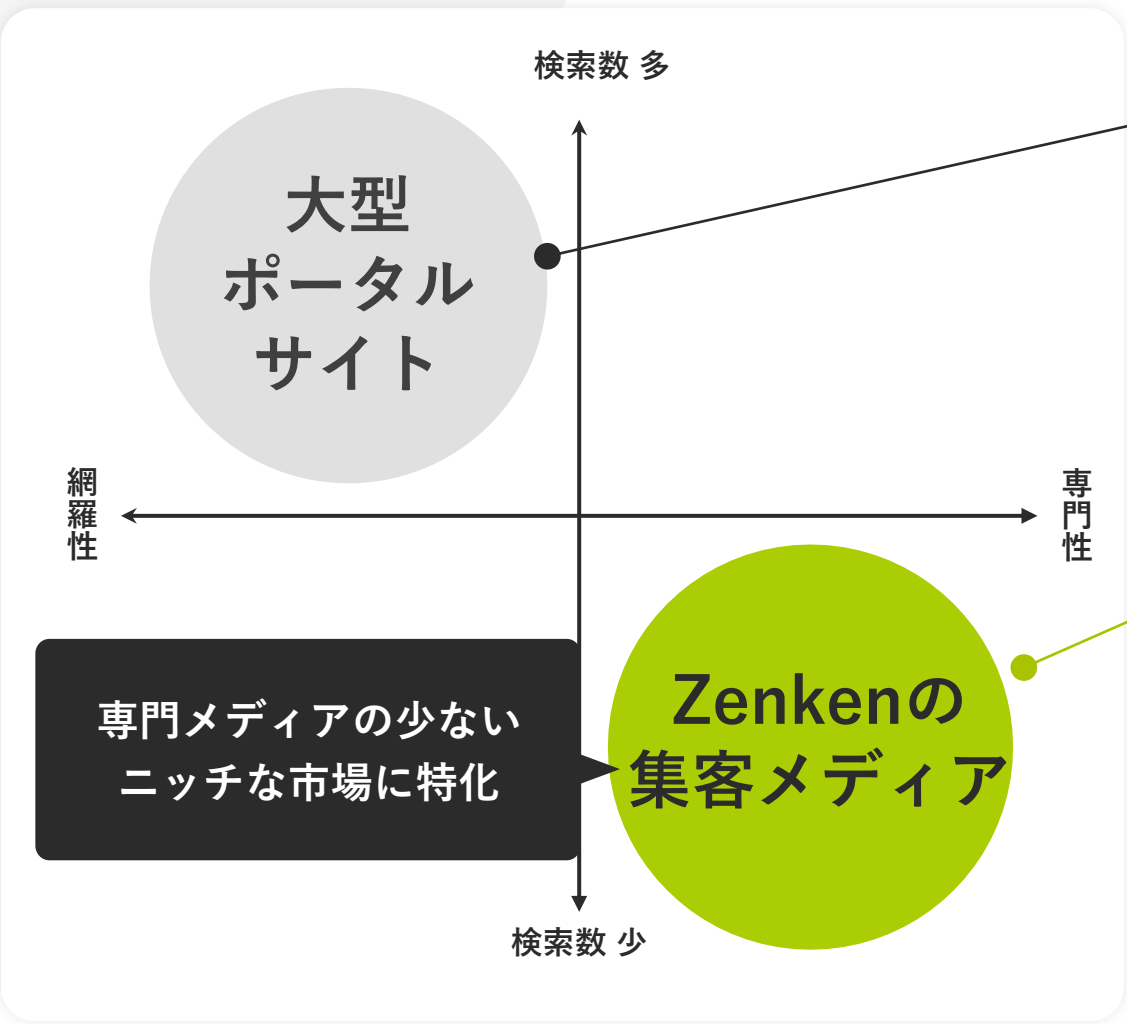 検索数 多
大型
ポータル
サイト
網羅性
専門性
専門メディアの少ない
ニッチな市場に特化
Zenkenの
集客メディア
検索数 少